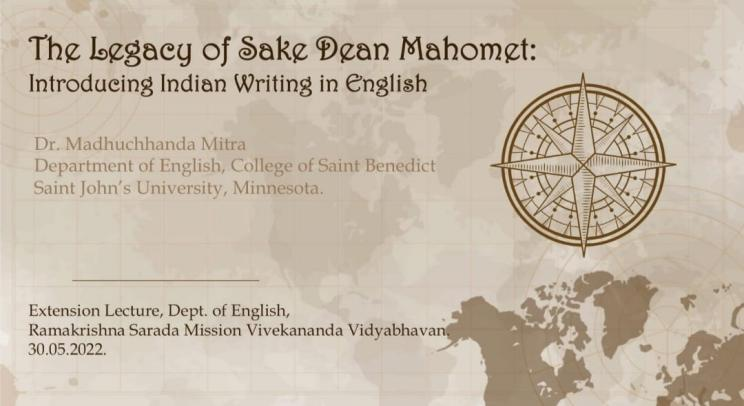 The Legacy of Sake Dean Mahomet:
Introducing Indian Writing in English
Dr. Madhuchhanda Mitra
Department of English, College of Saint Benedict
Saint John's University, Minnesota.
Extension Lecture, Dept. of English,
Ramakrishna Sarada Mission Vivekananda Vidyabhavan.
30.05.2022.